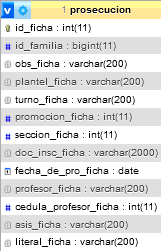 v 1 prosecucion
id_ficha : int(11)
id_familia : bigint(11)
obs_ficha : varchar(200)
plantel_ficha : varchar(200)
turno_ficha : varchar(200)
promocion_ficha : int(11)
seccion_ficha : int(11)
doc_insc_ficha : varchar(2000)
fecha_de_pro_ficha : date
profesor_ficha : varchar(200)
cedula_profesor_ficha : int(11)
asis_ficha : varchar(200)
literal_ficha : varchar(200)